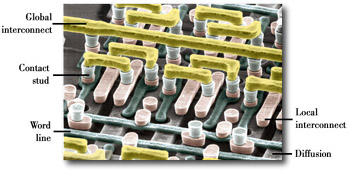 Global
interconnect
Contact
stud
Word
line
Local
interconnect
Diffusion